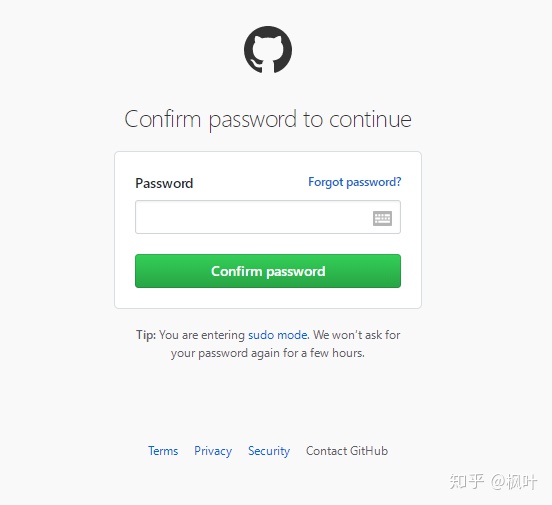 Confirm password to continue
Password Forgot password?
Confirm password
Tip: You are entering sudo mode. We won't ask for
your password again for a few hours.
Terms Privacy Security Contact GitHub
知乎 @枫叶